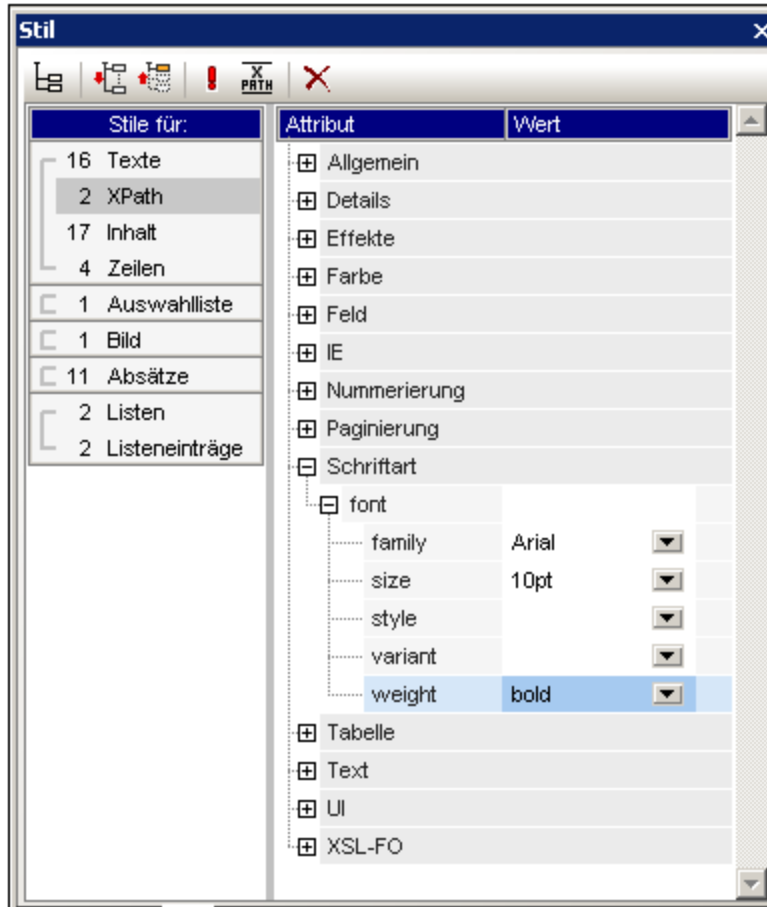 Stil
X
PATH
Stile für:
16 Texte
2 XPath
17 Inhalt
4 Zeilen
1 Auswahlliste
1 Bild
11 Absätze
2 Listen
2 Listeneinträge
Attribut Wert
Allgemein
Details
Effekte
Farbe
Feld
IE
Nummerierung
Paginierung
Schriftart
font
family Arial
size 10pt
style
variant
weight bold
Tabelle
Text
UI
XSL-FO